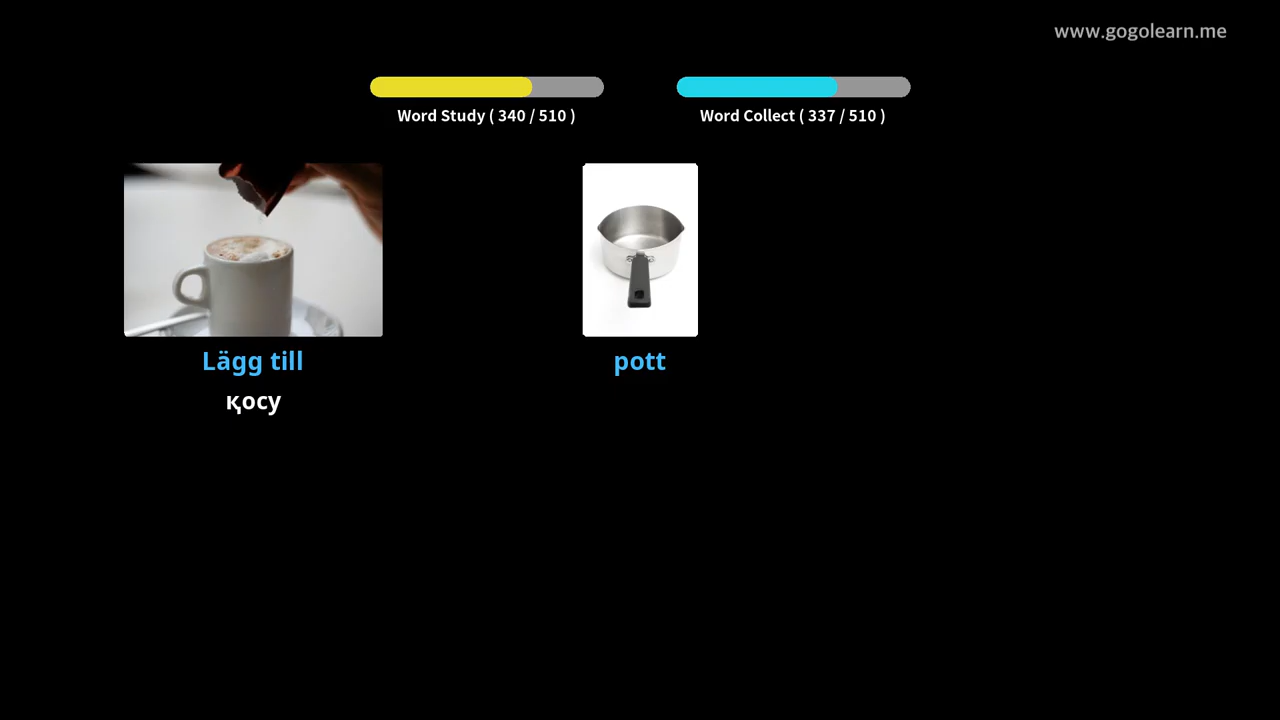 www.gogolearn.me
Word Study ( 340 / 510 )
Word Collect ( 337 / 510 )
Lägg till
қосу
pott